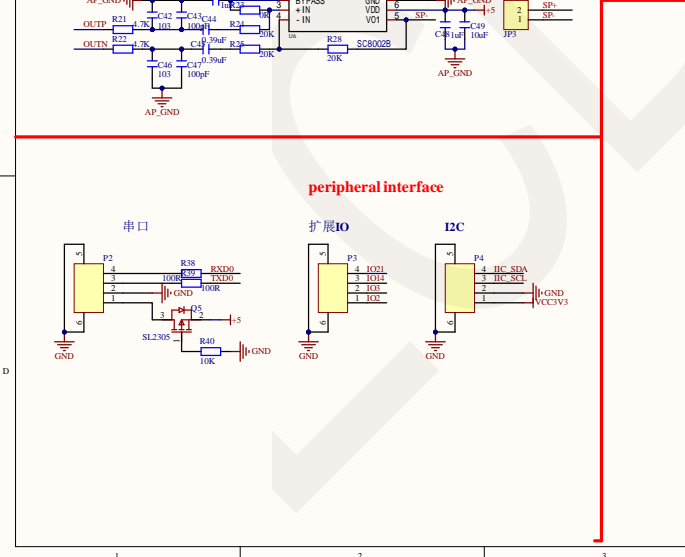 AP_GND
BYPASS
GND
AP_GND
SP+
R21
C42
C43
C44
R23
0R
3
+IN
VDD
6
+5
2
OUTP
4.7K
103
100pF
R24
4
-IN
VO1
5
SP-
C48
1uF
C49
10uF
1
SP-
OUTN
R22
4.7K
C45
R25
20K
U6
R28
SC8002B
JP3
C46
C47
0.39uF
20K
20K
103
100pF
AP_GND
AP_GND
peripheral interface
串口
扩展IO
I2C
5
P2
R38
4
RXD0
3
100R
R39
TXD0
2
100R
1
GND
6
Q5
3
2
+5
SL2305
1
R40
10K
GND
GND
5
P3
4
IO21
3
IO14
2
IO3
1
IO2
6
GND
5
P4
4
IIC_SDA
3
IIC_SCL
2
GND
1
VCC3V3
6
GND
D
1
2
3